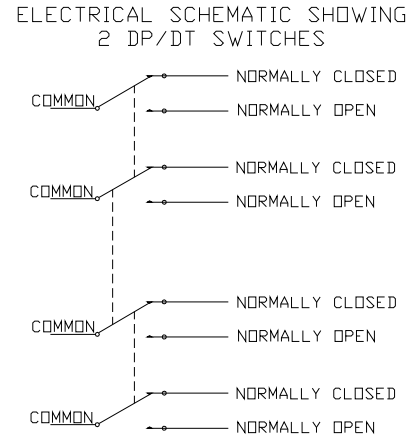 ELECTRICAL SCHEMATIC SHOWING
2 DP/DT SWITCHES
NORMALLY CLOSED
COMMON
NORMALLY OPEN
NORMALLY CLOSED
COMMON
NORMALLY OPEN
NORMALLY CLOSED
COMMON
NORMALLY OPEN
NORMALLY CLOSED
COMMON
NORMALLY OPEN